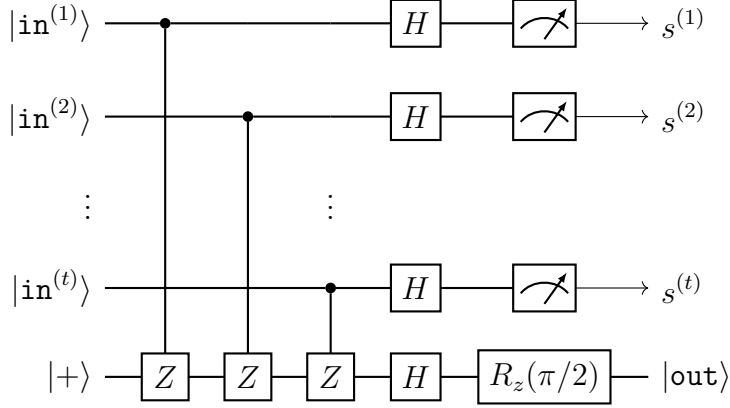 |in⁽¹⁾⟩ H s⁽¹⁾
|in⁽²⁾⟩ H s⁽²⁾
⋮ ⋮
|in⁽ᵗ⁾⟩ H s⁽ᵗ⁾
|+⟩ Z Z Z H R_z(π/2) |out⟩